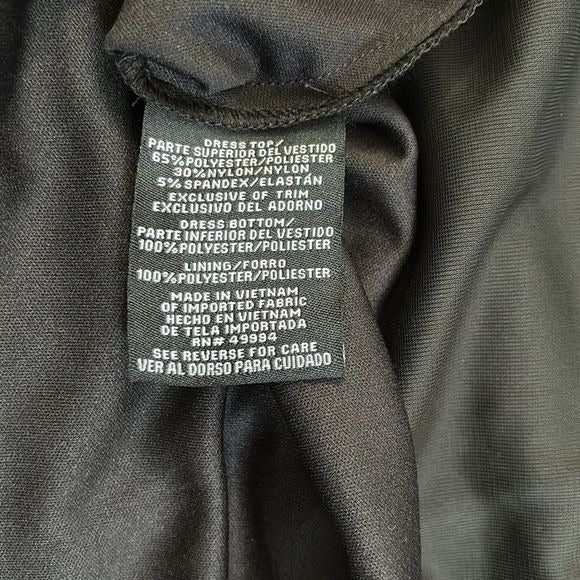 DRESS TOP/
PARTE SUPERIOR DEL VESTIDO
65%POLYESTER/POLIESTER
30%NYLON/NYLON
5%SPANDEX/ELASTÁN
EXCLUSIVE OF TRIM
EXCLUSIVO DEL ADORNO
DRESS BOTTOM/
PARTE INFERIOR DEL VESTIDO
100%POLYESTER/POLIESTER
LINING/FORRO
100%POLYESTER/POLIESTER
MADE IN VIETNAM
OF IMPORTED FABRIC
HECHO EN VIETNAM
DE TELA IMPORTADA
RN# 49994
SEE REVERSE FOR CARE
VER AL DORSO PARA CUIDADO